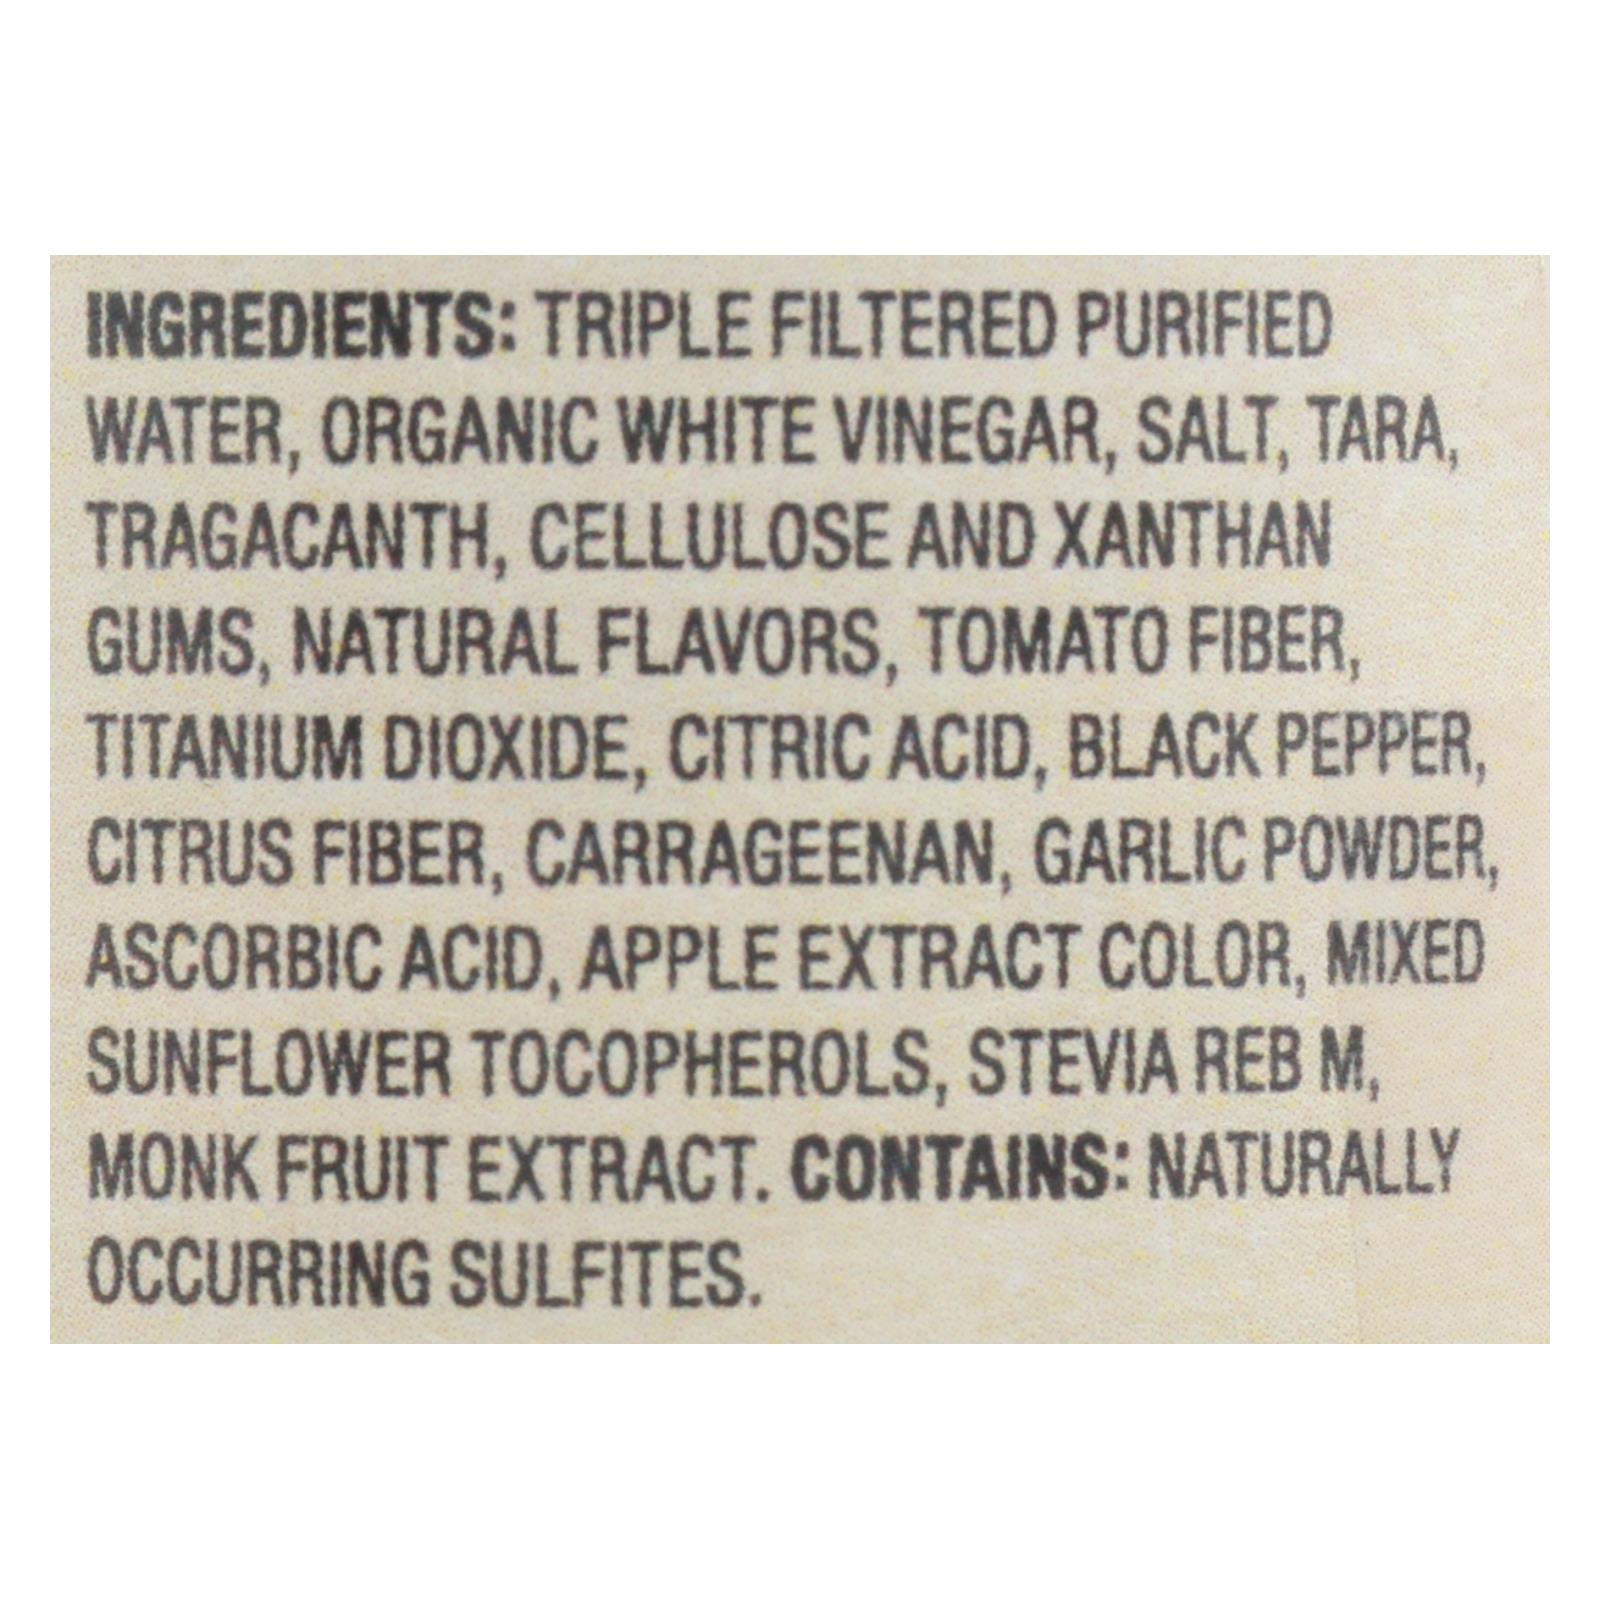 INGREDIENTS: TRIPLE FILTERED PURIFIED
WATER, ORGANIC WHITE VINEGAR, SALT, TARA,
TRAGACANTH, CELLULOSE AND XANTHAN
GUMS, NATURAL FLAVORS, TOMATO FIBER,
TITANIUM DIOXIDE, CITRIC ACID, BLACK PEPPER,
CITRUS FIBER, CARRAGEENAN, GARLIC POWDER,
ASCORBIC ACID, APPLE EXTRACT COLOR, MIXED
SUNFLOWER TOCOPHEROLS, STEVIA REB M,
MONK FRUIT EXTRACT. CONTAINS: NATURALLY
OCCURRING SULFITES.